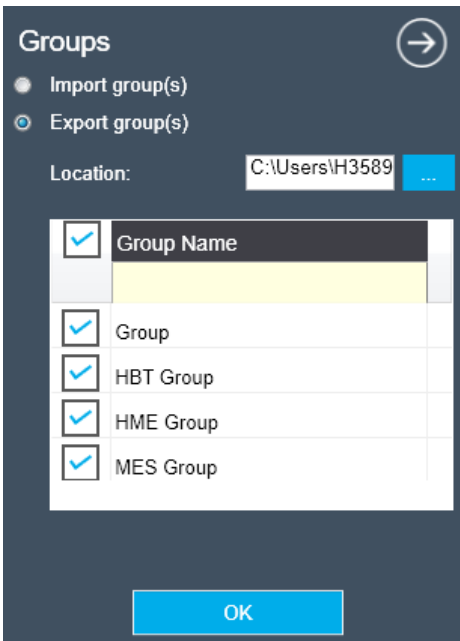 Groups
Import group(s)
Export group(s)
Location:
C:\Users\H3589
...
Group Name
Group
HBT Group
HME Group
MES Group
OK